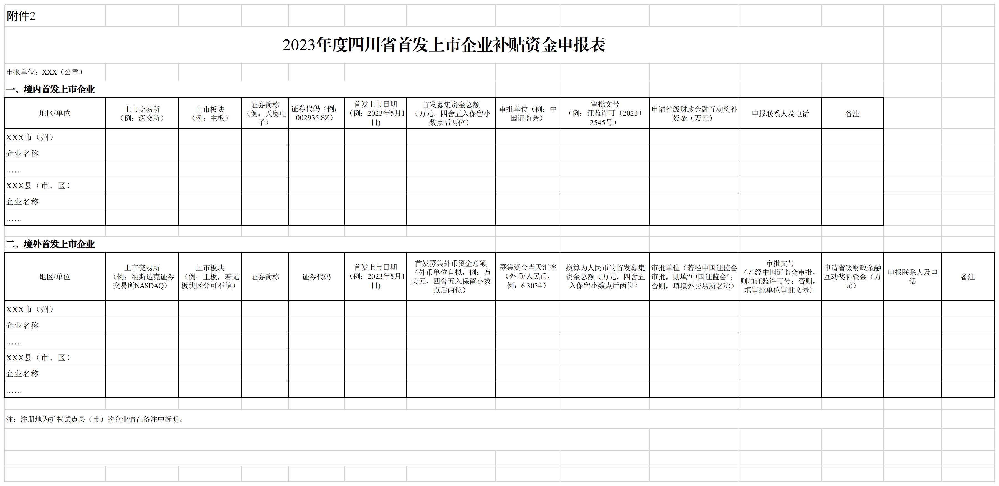 附件2
2023年度四川省首发上市企业补贴资金申报表
申报单位：XXX（公章）
一、境内首发上市企业
地区/单位
上市交易所
（例：深交所）
上市板块
（例：主板）
证券简称
（例：天奥电
子）
证券代码（例：
002935.SZ）
首发上市日期
（例：2023年5月1
日)
首发募集资金总额
（万元，四舍五入保留小
数点后两位）
审批单位（例：中
国证监会）
审批文号
（例：证监许可〔2023〕
2545号）
申请省级财政金融互动奖补
资金（万元）
申报联系人及电话
备注
XXX市（州）
企业名称
……
XXX县（市、区）
企业名称
……
二、境外首发上市企业
地区/单位
上市交易所
（例：纳斯达克证券
交易所NASDAQ）
上市板块
（例：主板，若无
板块区分可不填）
证券简称
证券代码
首发上市日期
（例：2023年5月1
日)
首发募集外币资金总额
（外币单位自拟，例：万
美元，四舍五入保留小数
点后两位）
募集资金当天汇率
（外币/人民币，
例：6.3034）
换算为人民币的首发募集
资金总额（万元，四舍五
入保留小数点后两位）
审批单位（若经中国证监会
审批，则填“中国证监会”；
否则，填境外交易所名称）
审批文号
（若经中国证监会审批，
则填证监许可号；否则，
填审批单位审批文号）
申请省级财政金融
互动奖补资金（万
元）
申报联系人及电
话
备注
XXX市（州）
企业名称
……
XXX县（市、区）
企业名称
……
注：注册地为扩权试点县（市）的企业请在备注中标明。